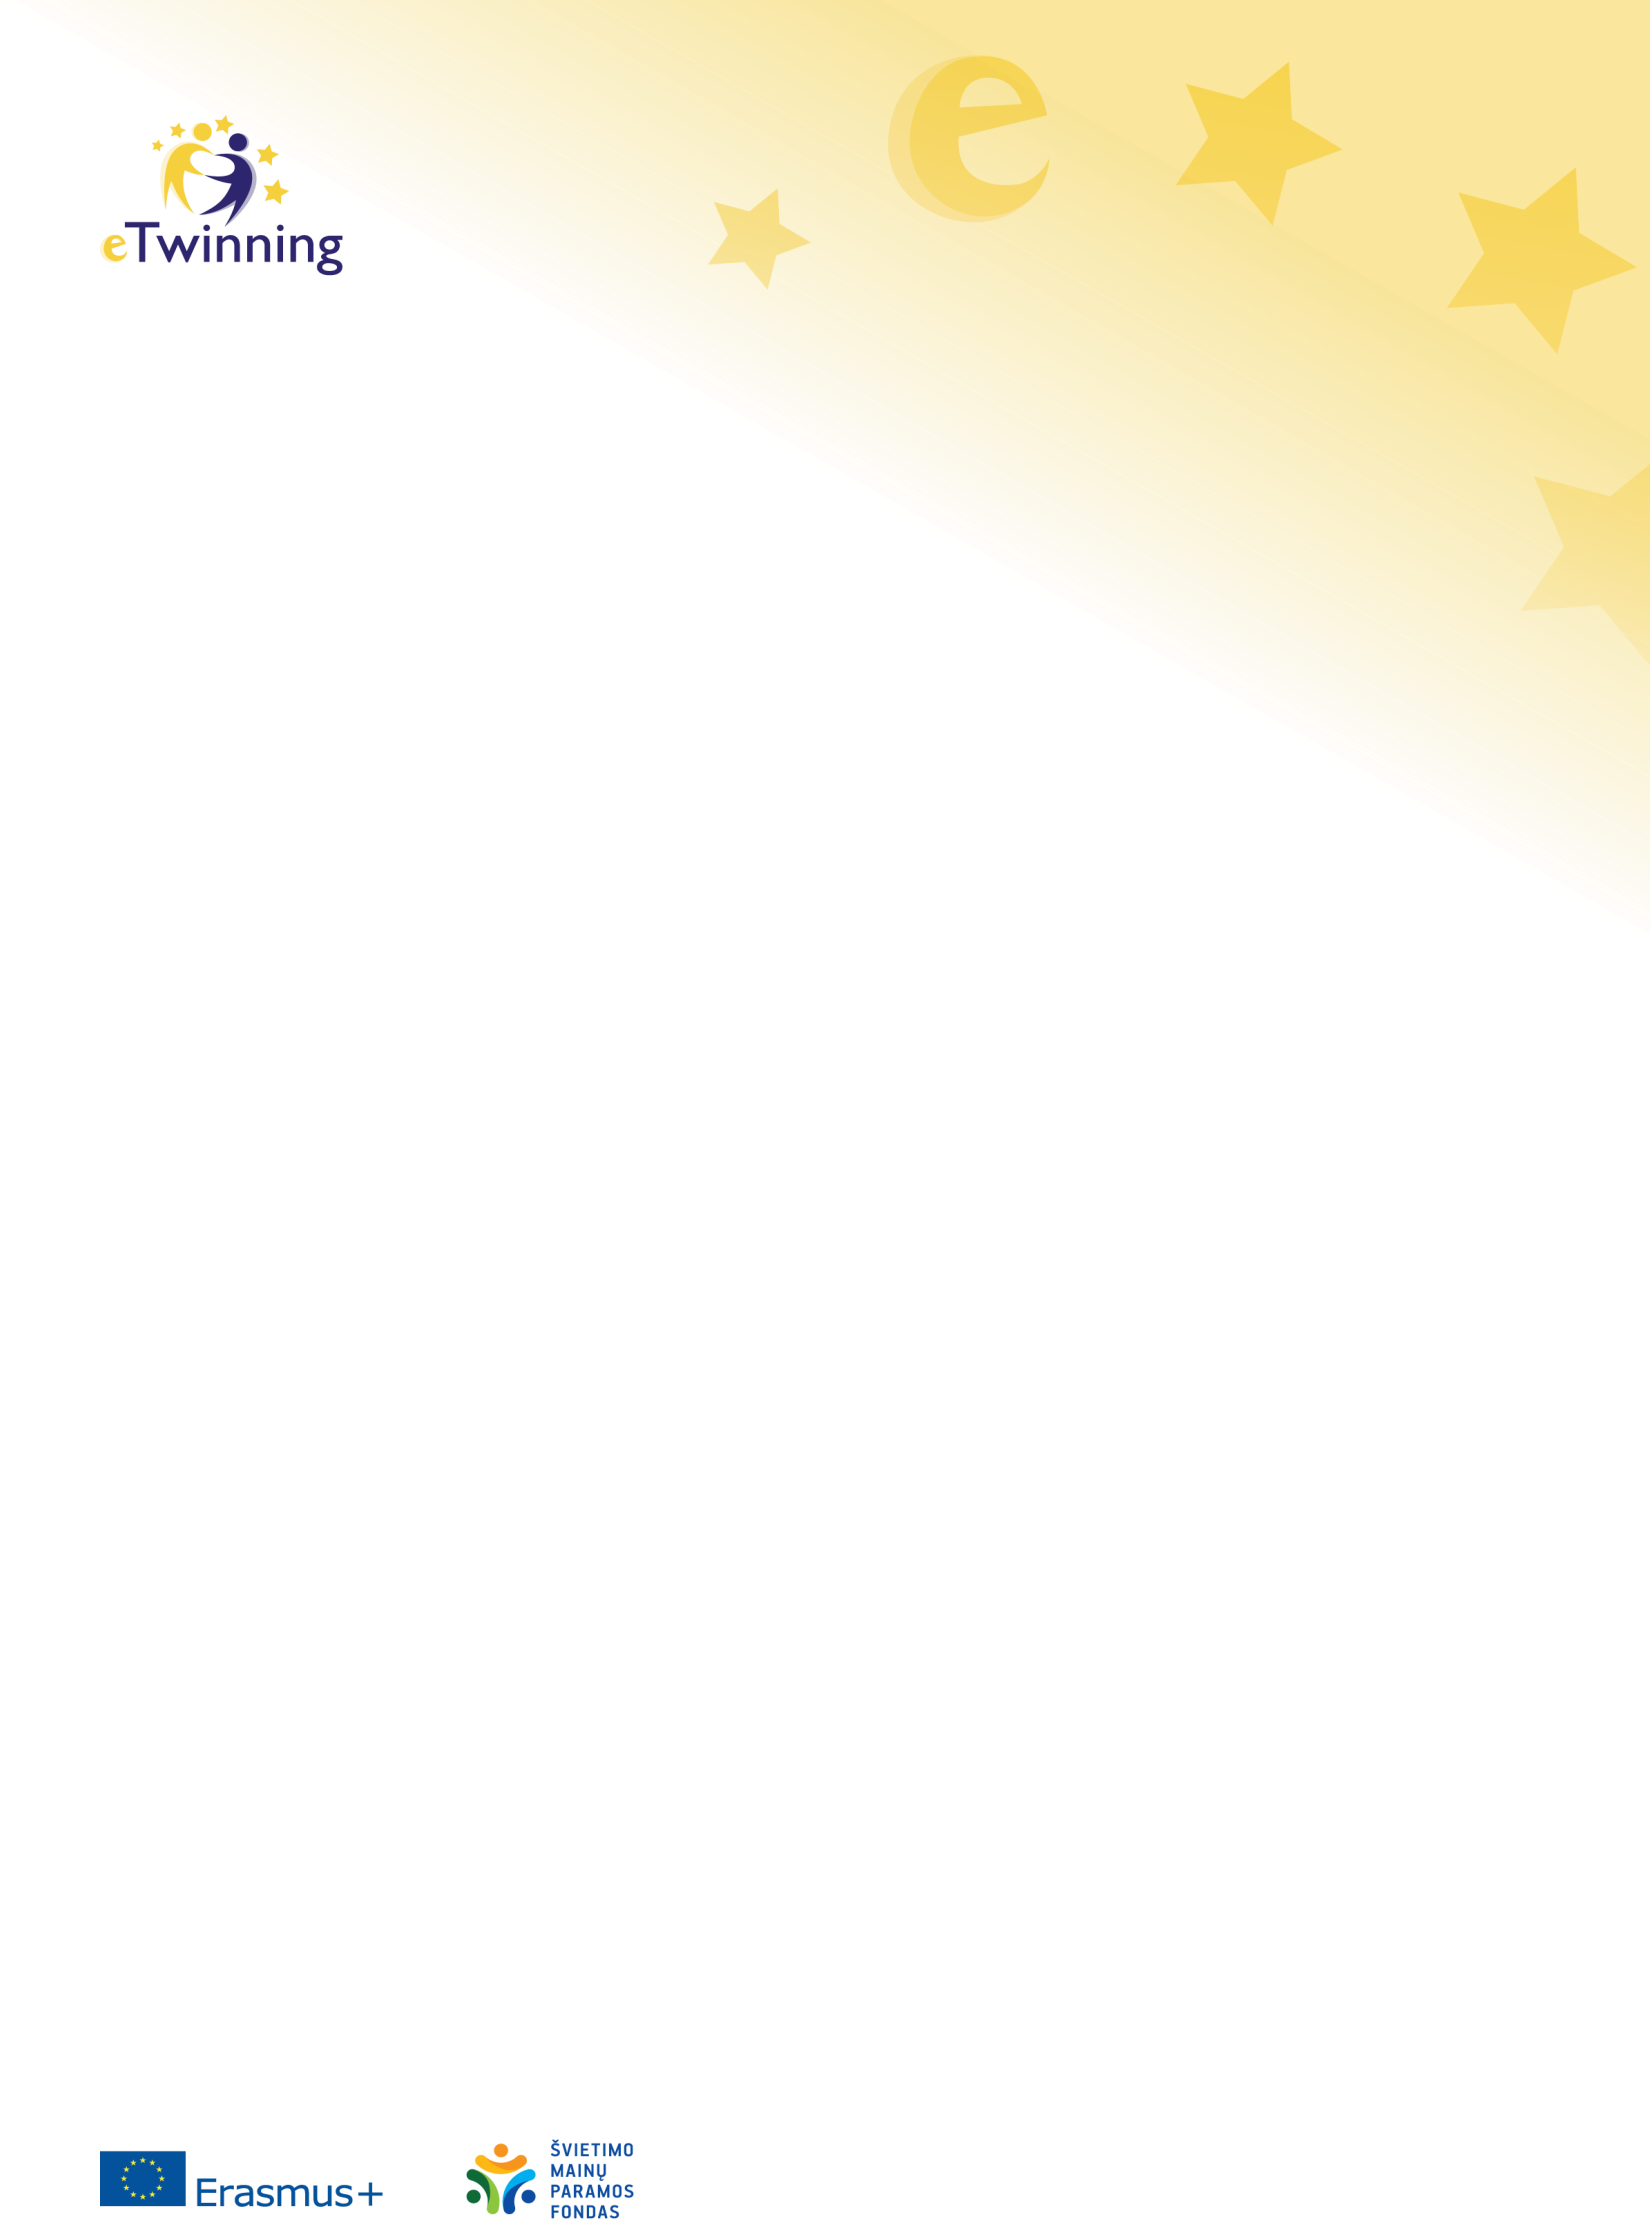 e
eTwinning
Erasmus+
ŠVIETIMO
MAINŲ
PARAMOS
FONDAS